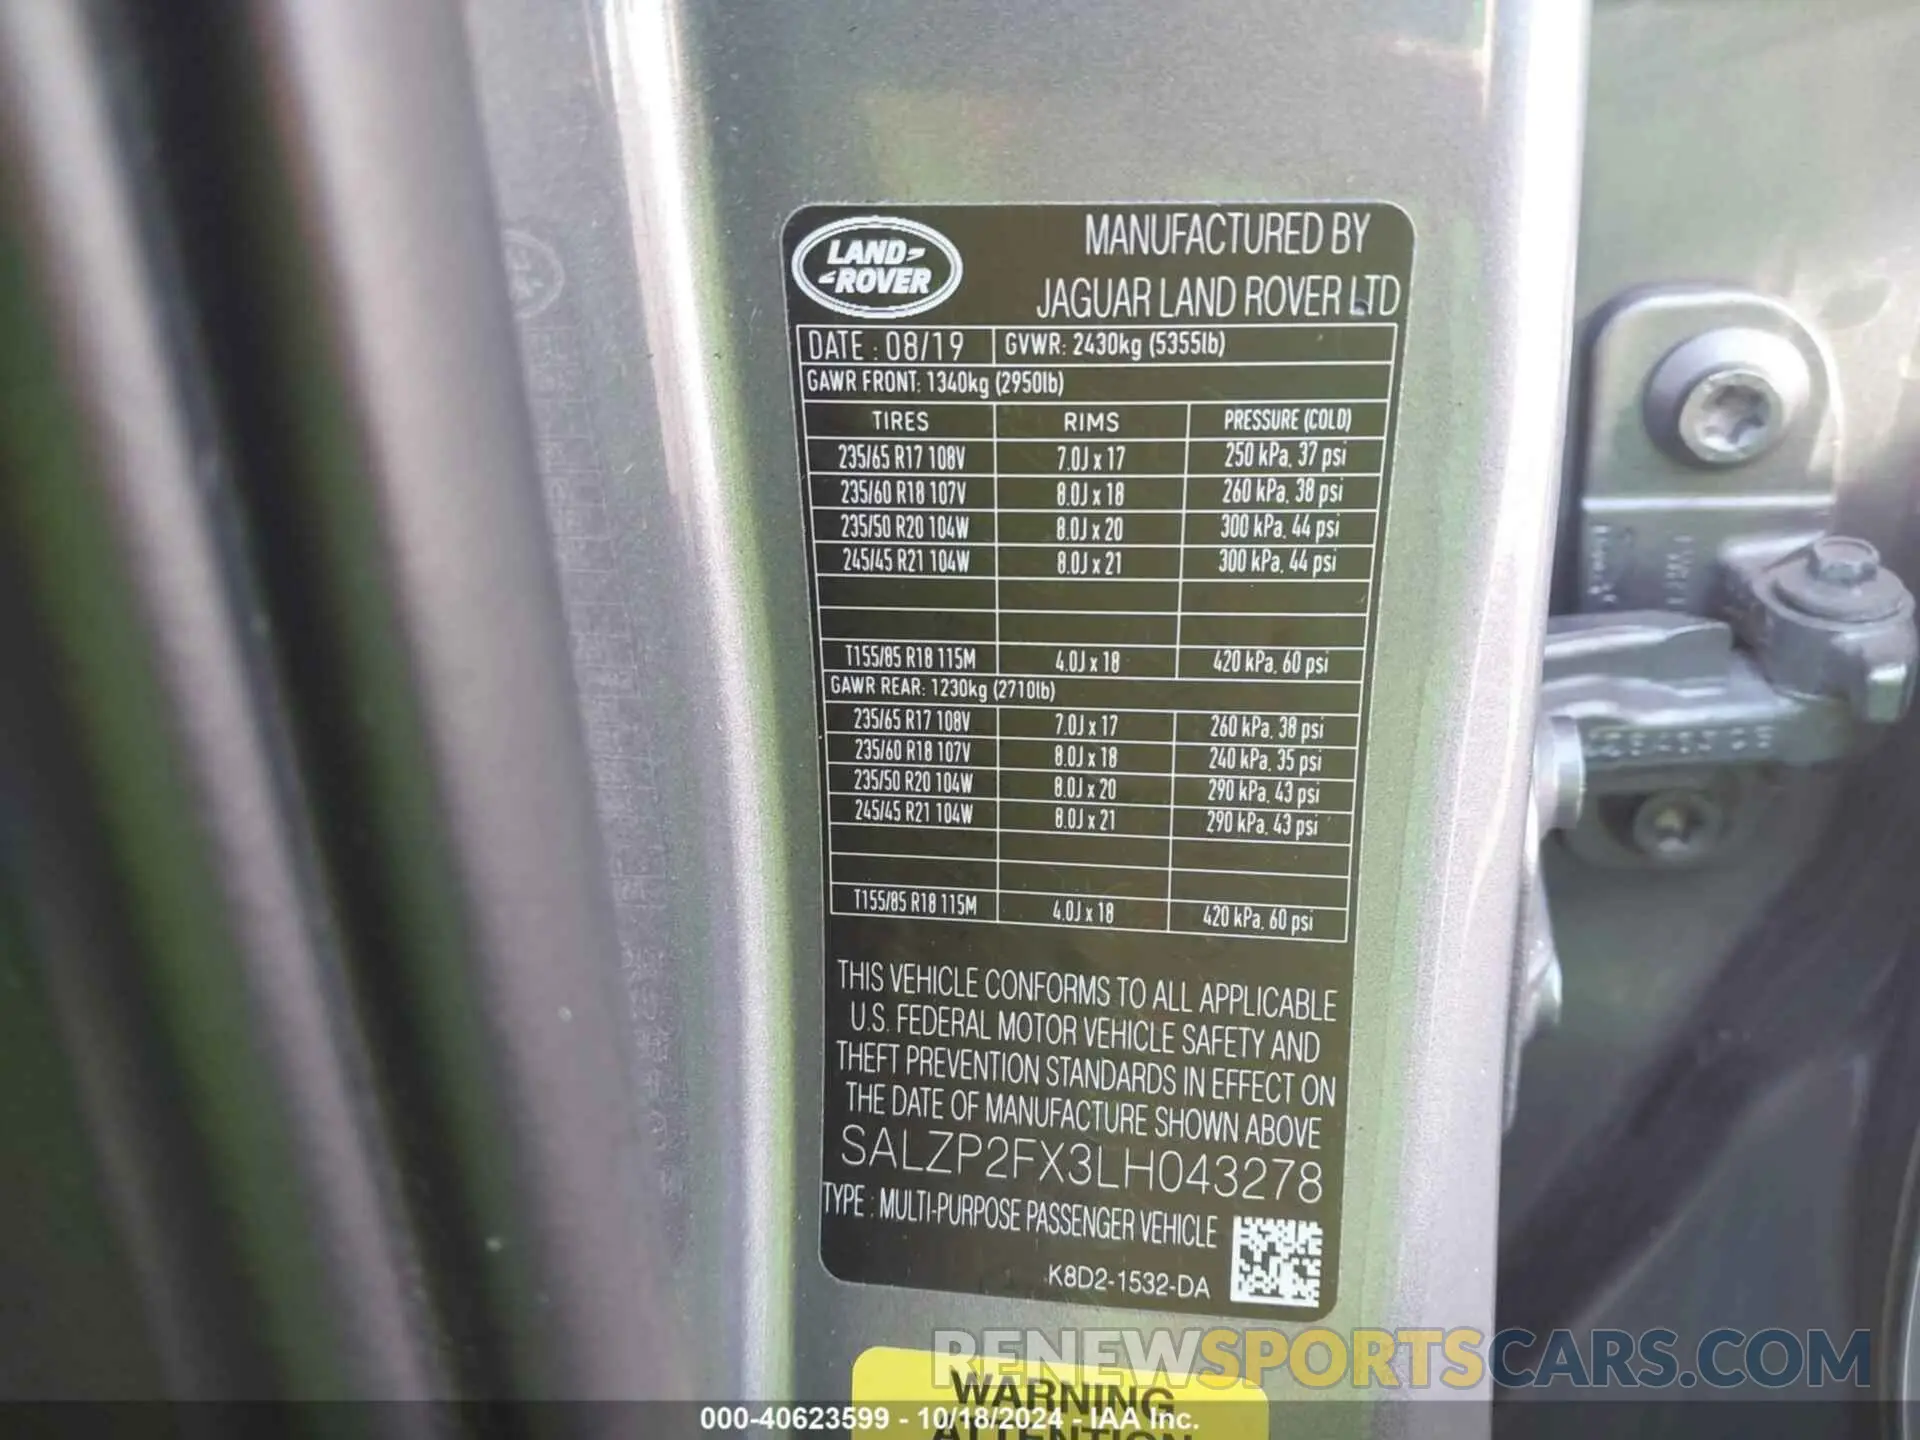 LAND
ROVER
MANUFACTURED BY
JAGUAR LAND ROVER LTD
DATE : 08/19 GVWR: 2430kg (5355lb)
GAWR FRONT: 1340kg (2950lb)
TIRES RIMS PRESSURE (COLD)
235/65 R17 108V 7.0J x 17 250 kPa, 37 psi
235/60 R18 107V 8.0J x 18 260 kPa, 38 psi
235/50 R20 104W 8.0J x 20 300 kPa, 44 psi
245/45 R21 104W 8.0J x 21 300 kPa, 44 psi
T155/85 R18 115M 4.0J x 18 420 kPa, 60 psi
GAWR REAR: 1230kg (2710lb)
235/65 R17 108V 7.0J x 17 260 kPa, 38 psi
235/60 R18 107V 8.0J x 18 240 kPa, 35 psi
235/50 R20 104W 8.0J x 20 290 kPa, 43 psi
245/45 R21 104W 8.0J x 21 290 kPa, 43 psi
T155/85 R18 115M 4.0J x 18 420 kPa, 60 psi
THIS VEHICLE CONFORMS TO ALL APPLICABLE
U.S. FEDERAL MOTOR VEHICLE SAFETY AND
THEFT PREVENTION STANDARDS IN EFFECT ON
THE DATE OF MANUFACTURE SHOWN ABOVE
SALZP2FX3LH043278
TYPE : MULTI-PURPOSE PASSENGER VEHICLE
K8D2-1532-DA
RENEWSPORTSCARS.COM
WARNING
000-40623599 - 10/18/2024 - IAA Inc.
ATTENTION